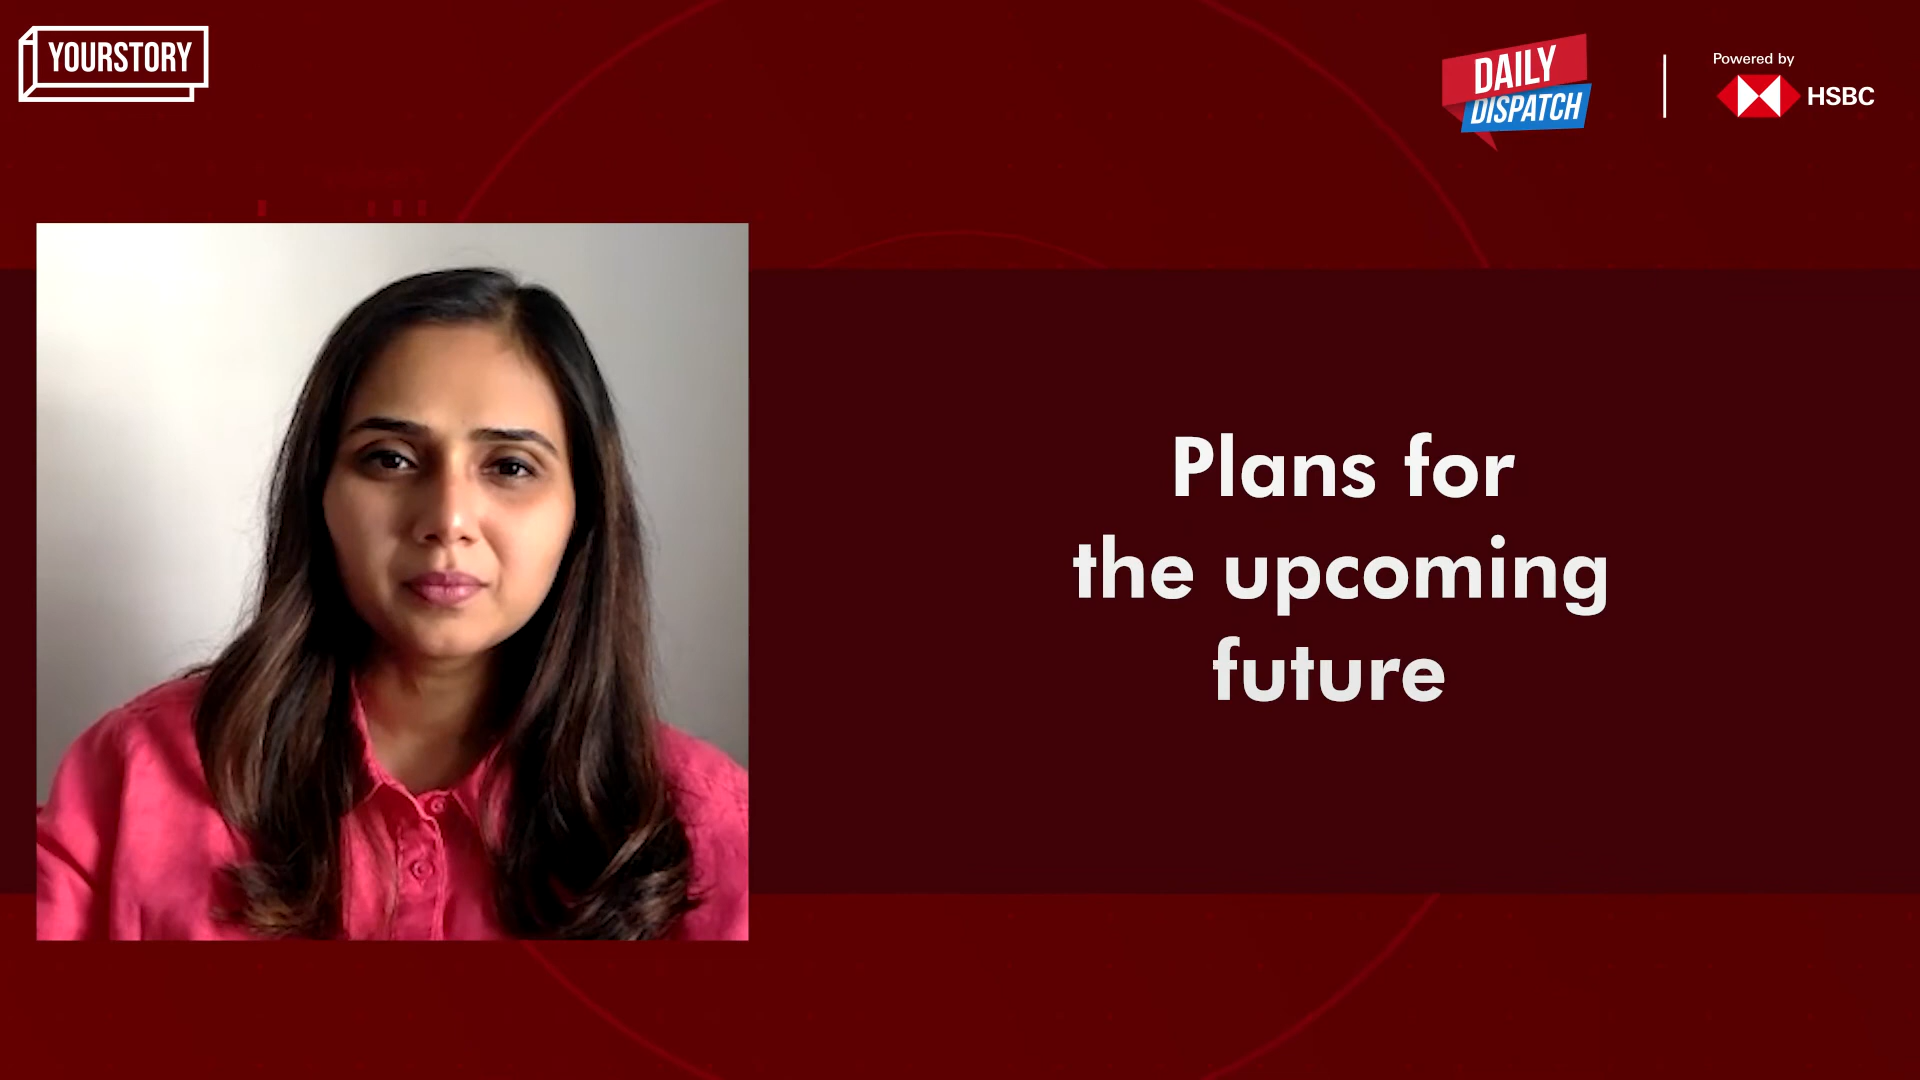 YOURSTORY
DAILY
DISPATCH
Powered by
HSBC
Plans for
the upcoming
future